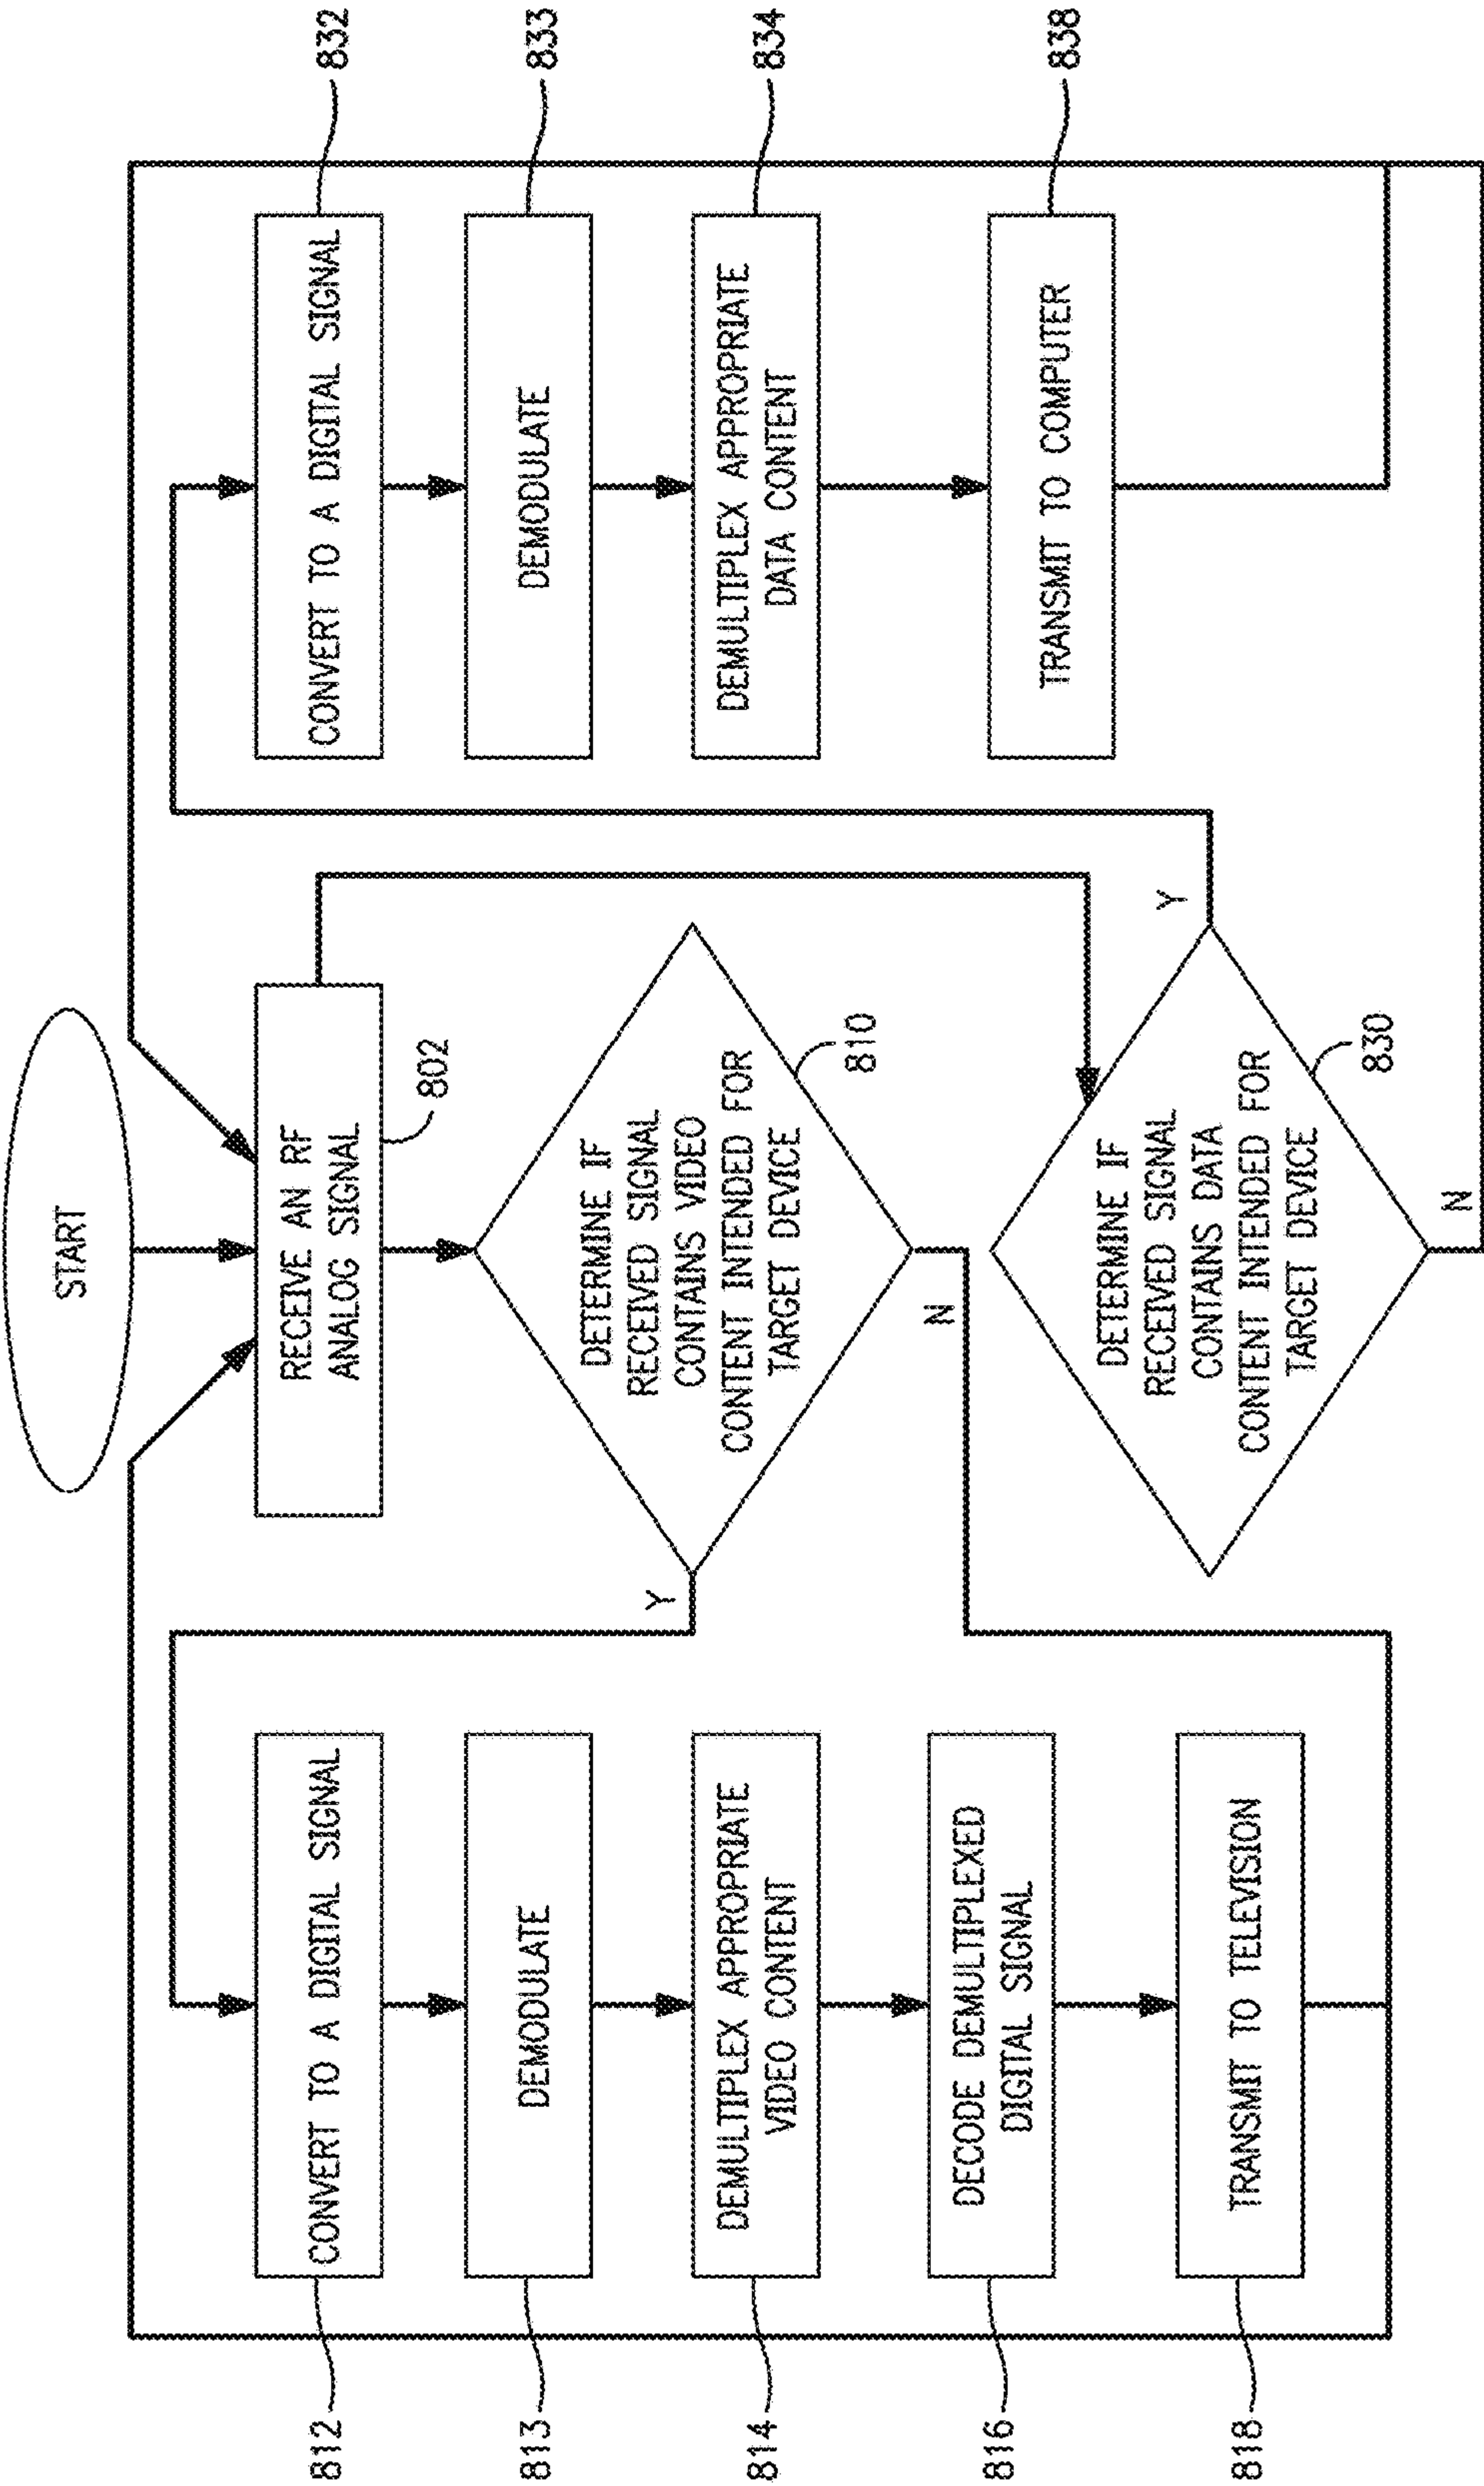 START
RECEIVE AN RF
ANALOG SIGNAL
802
DETERMINE IF
RECEIVED SIGNAL
CONTAINS VIDEO
CONTENT INTENDED FOR
TARGET DEVICE
810
Y
N
812
CONVERT TO A DIGITAL SIGNAL
813
DEMODULATE
814
DEMULTIPLEX APPROPRIATE
VIDEO CONTENT
816
DECODE DEMULTIPLEXED
DIGITAL SIGNAL
818
TRANSMIT TO TELEVISION
DETERMINE IF
RECEIVED SIGNAL
CONTAINS DATA
CONTENT INTENDED FOR
TARGET DEVICE
830
Y
N
CONVERT TO A DIGITAL SIGNAL
832
DEMODULATE
833
DEMULTIPLEX APPROPRIATE
DATA CONTENT
834
TRANSMIT TO COMPUTER
838